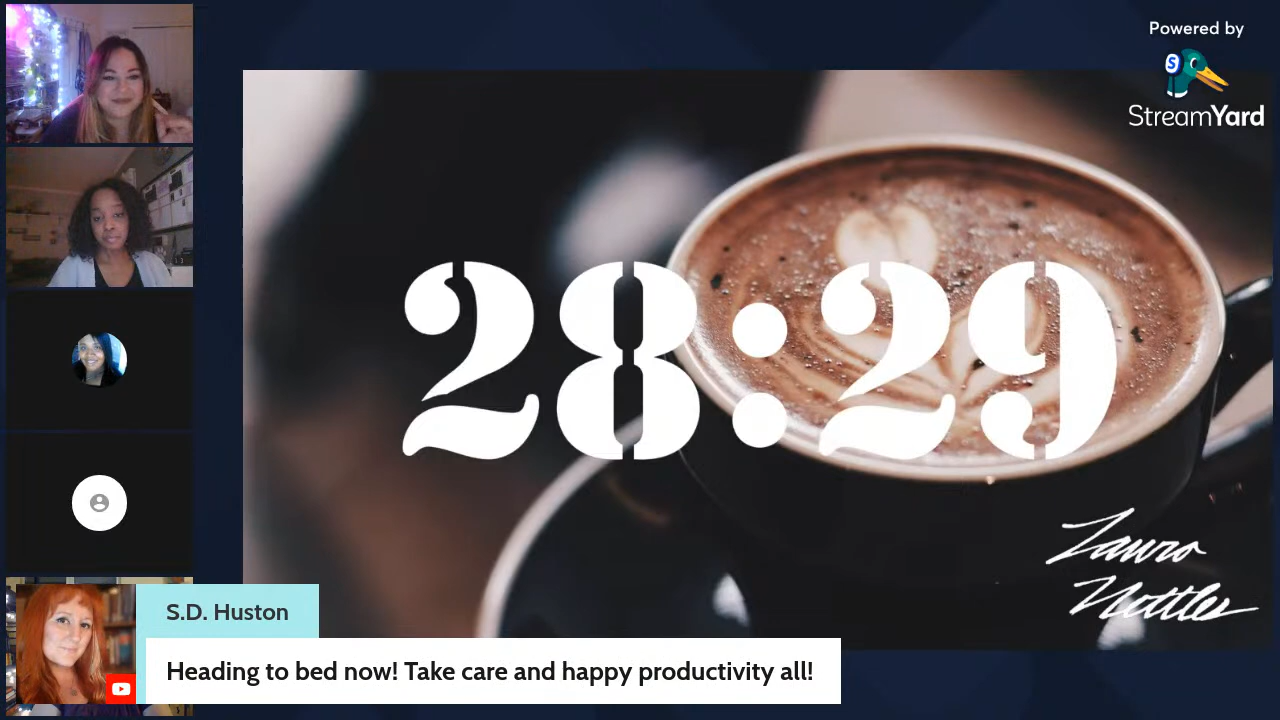 Powered by
StreamYard
28:29
S.D. Huston
Heading to bed now! Take care and happy productivity all!